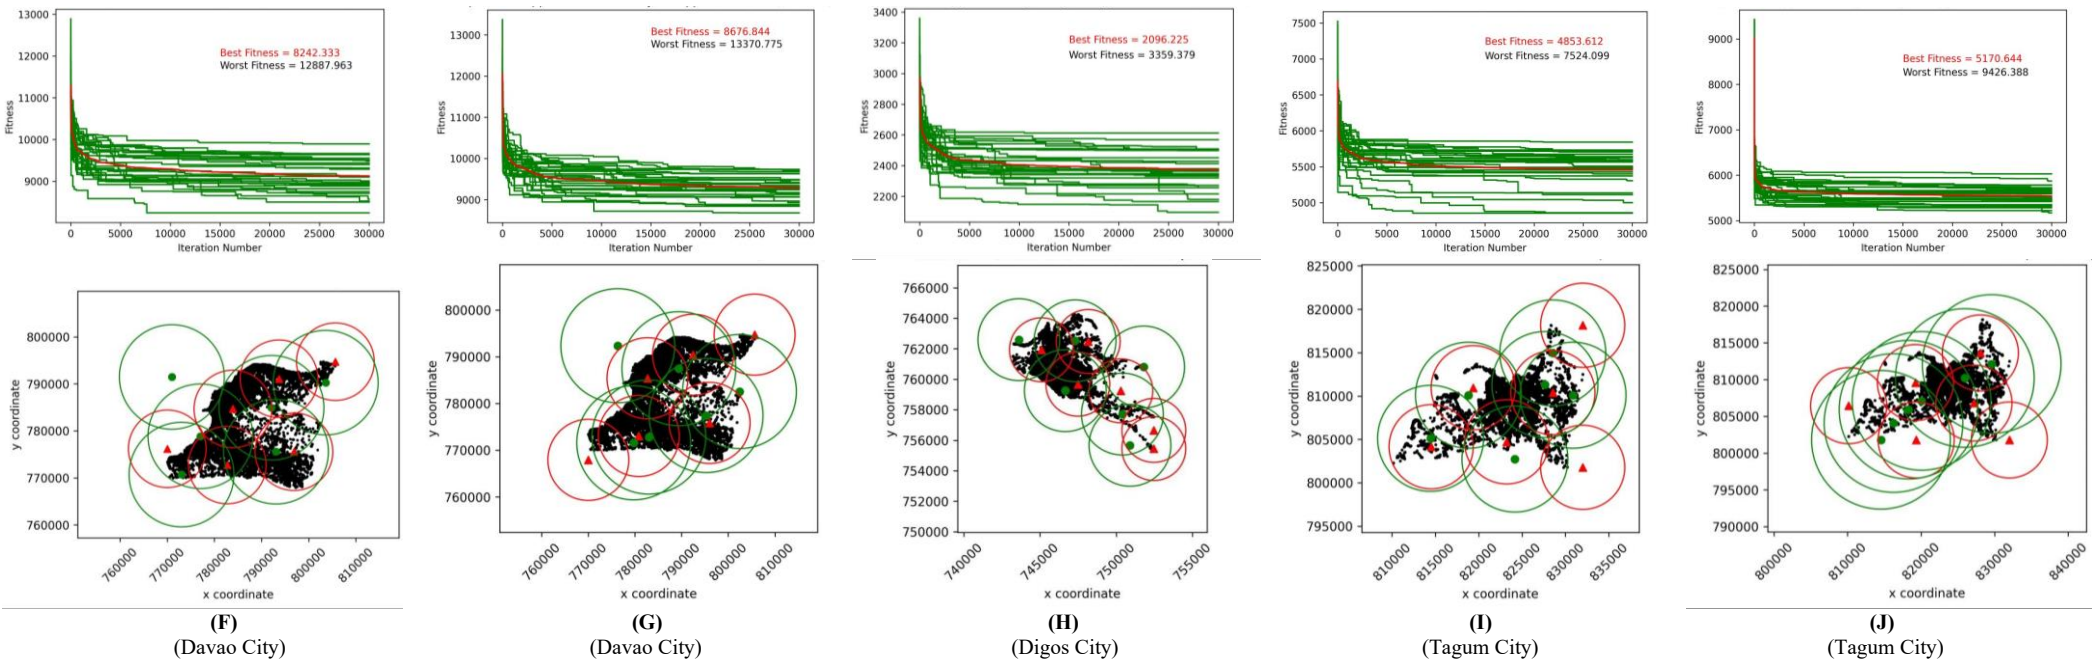 13000
12000
11000
10000
9000
Fitness
Best Fitness = 8242.333
Worst Fitness = 12887.963
0 5000 10000 15000 20000 25000 30000
Iteration Number
13000
12000
11000
10000
9000
Fitness
Best Fitness = 8676.844
Worst Fitness = 13370.775
0 5000 10000 15000 20000 25000 30000
Iteration Number
3400
3200
3000
2800
2600
2400
2200
Fitness
Best Fitness = 2096.225
Worst Fitness = 3359.379
0 5000 10000 15000 20000 25000 30000
Iteration Number
7500
7000
6500
6000
5500
5000
Fitness
Best Fitness = 4853.612
Worst Fitness = 7524.099
0 5000 10000 15000 20000 25000 30000
Iteration Number
9000
8000
7000
6000
5000
Fitness
Best Fitness = 5170.644
Worst Fitness = 9426.388
0 5000 10000 15000 20000 25000 30000
Iteration Number
800000
790000
780000
770000
760000
y coordinate
760000 770000 780000 790000 800000 810000
x coordinate
800000
790000
780000
770000
760000
y coordinate
760000 770000 780000 790000 800000 810000
x coordinate
766000
764000
762000
760000
758000
756000
754000
752000
750000
y coordinate
740000 745000 750000 755000
x coordinate
825000
820000
815000
810000
805000
800000
795000
y coordinate
810000 815000 820000 825000 830000 835000
x coordinate
825000
820000
815000
810000
805000
800000
795000
790000
y coordinate
800000 810000 820000 830000 840000
x coordinate
(F)
(Davao City)
(G)
(Davao City)
(H)
(Digos City)
(I)
(Tagum City)
(J)
(Tagum City)